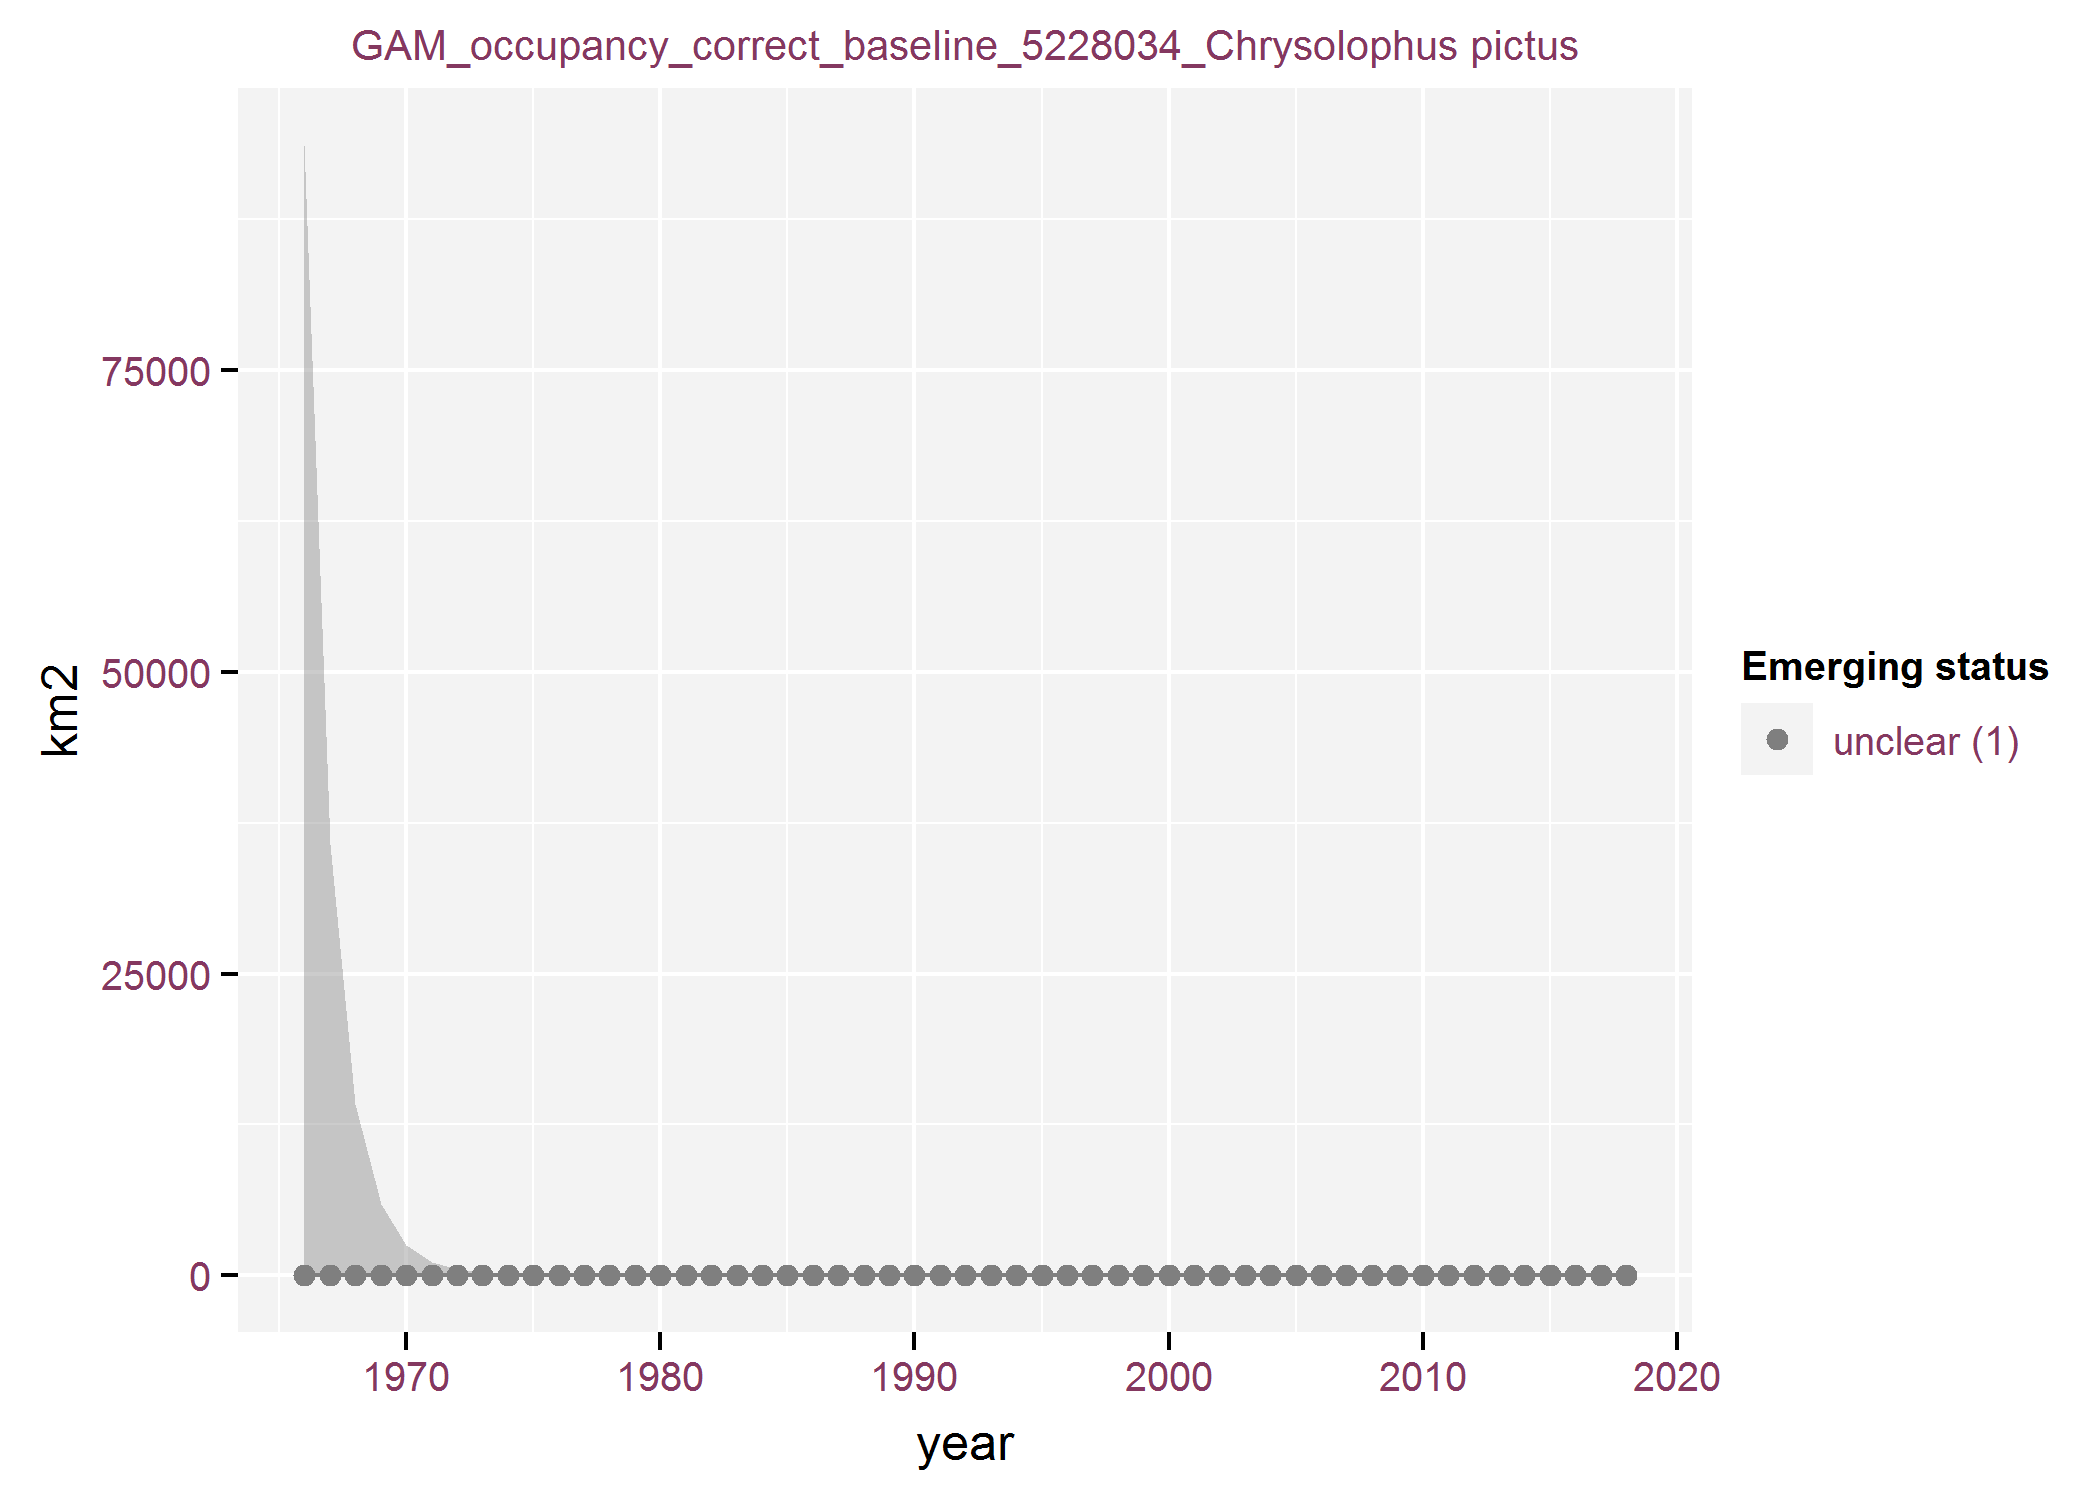 GAM_occupancy_correct_baseline_5228034_Chrysolophus pictus
75000
50000
25000
0
km2
1970 1980 1990 2000 2010 2020
year
Emerging status
unclear (1)